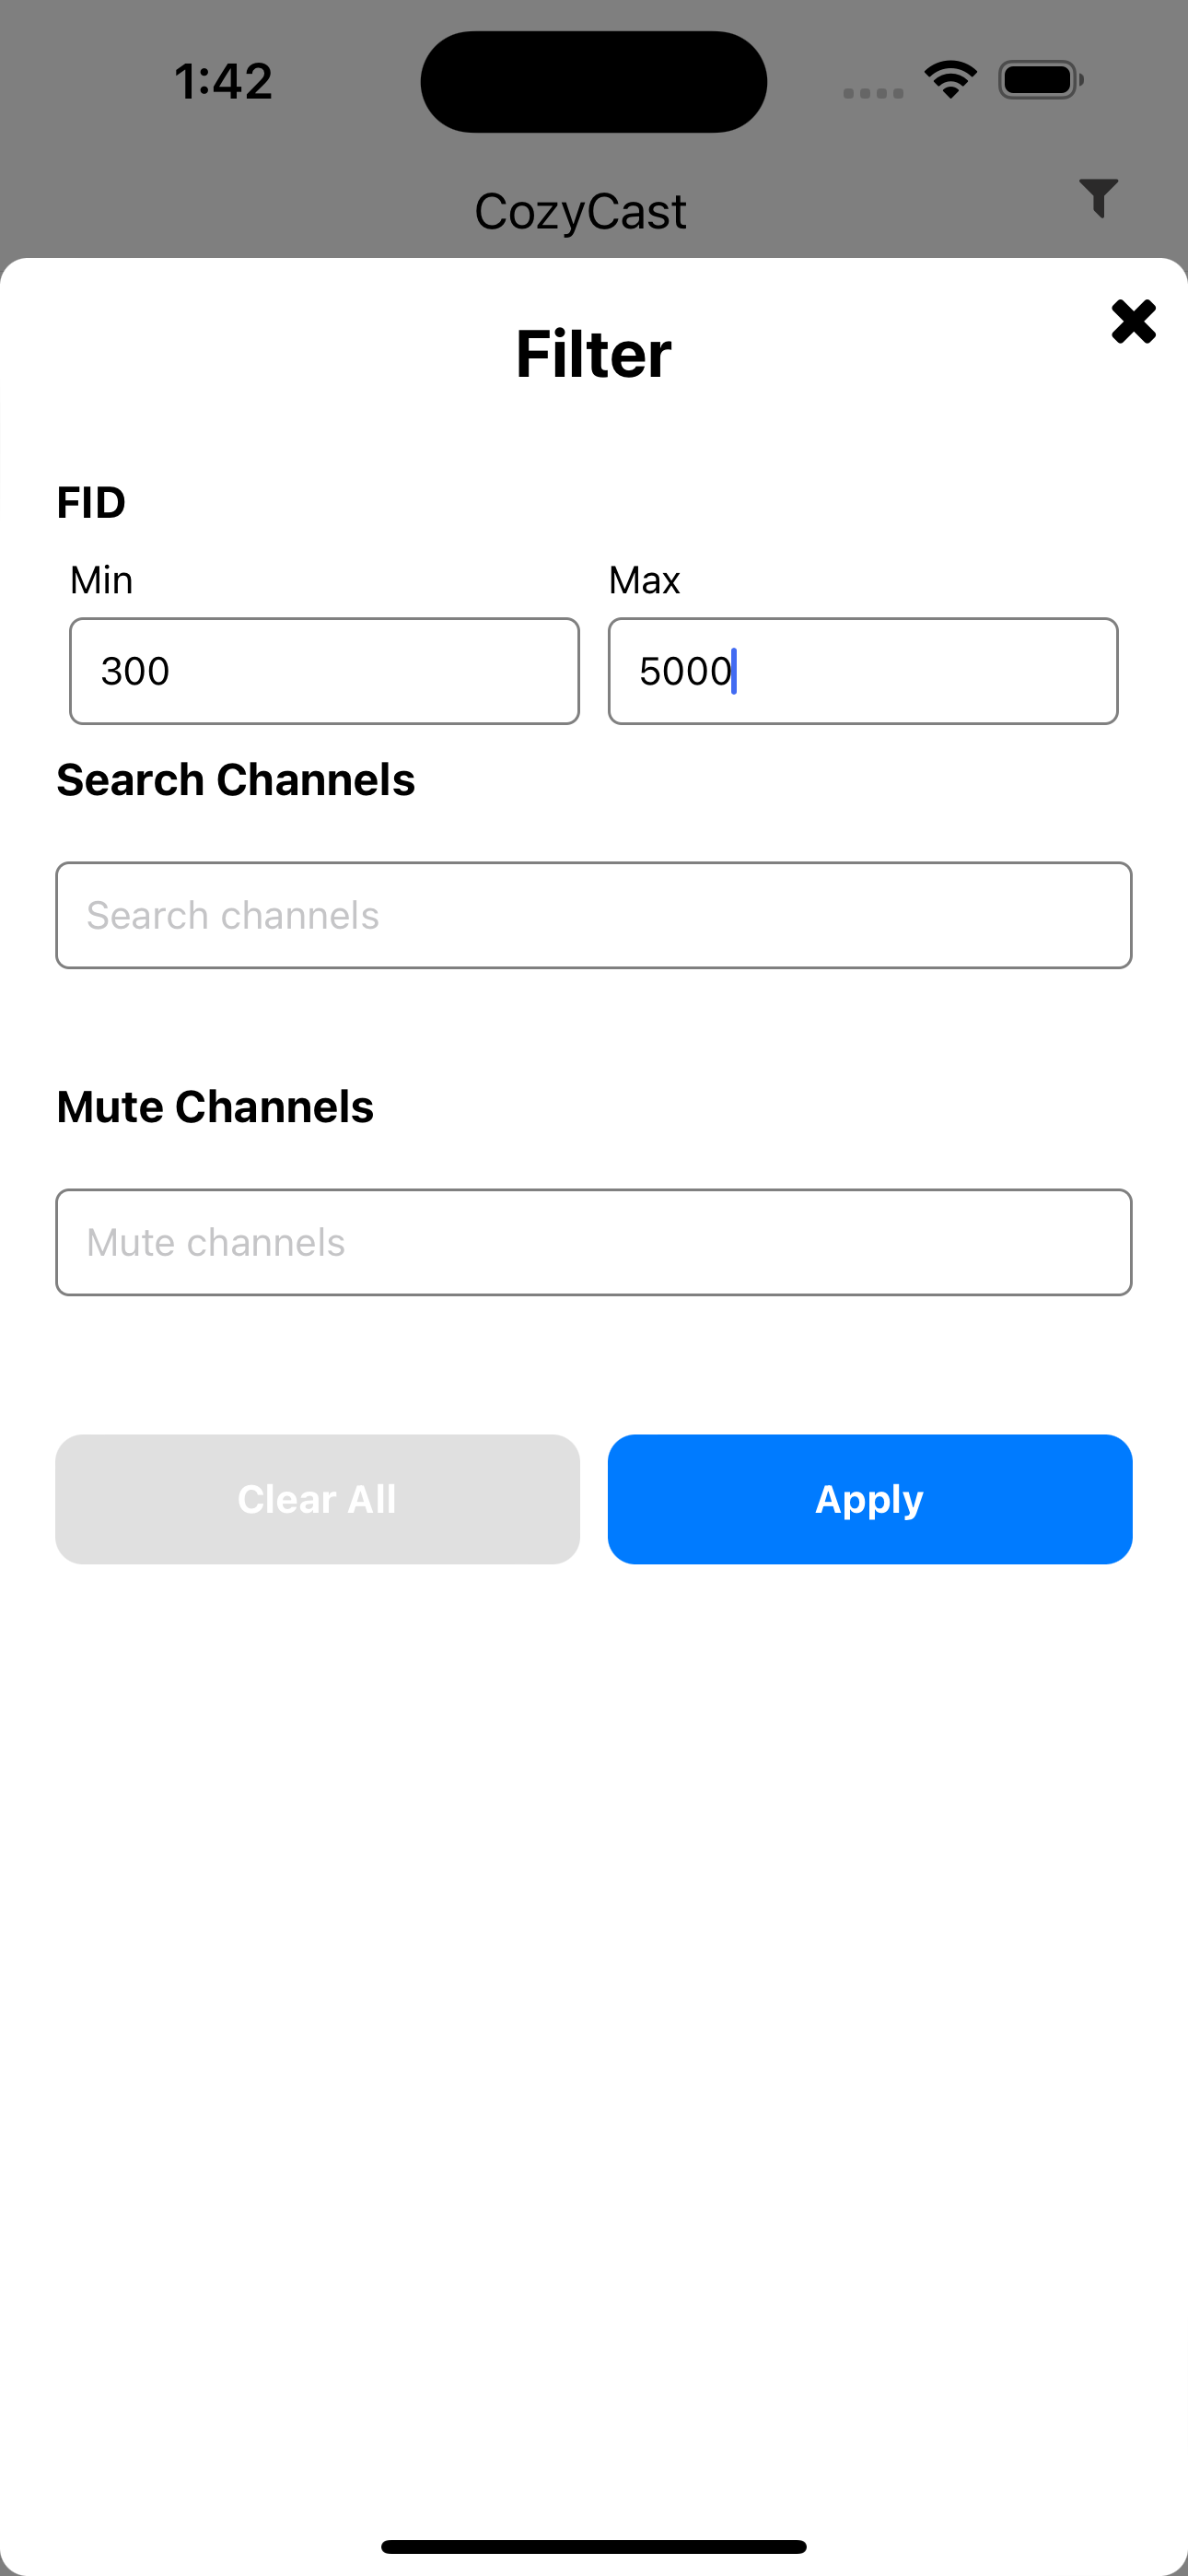 1:42
CozyCast
Filter
FID
Min Max
300 5000
Search Channels
Search channels
Mute Channels
Mute channels
Clear All Apply